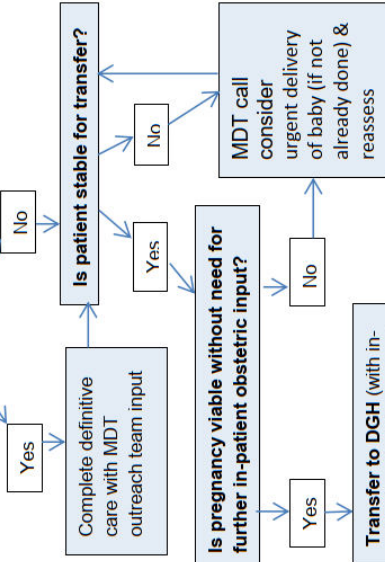 Yes
No
Complete definitive
care with MDT
outreach team input
Is patient stable for transfer?
Yes
No
Is pregnancy viable without need for
further in-patient obstetric input?
MDT call
consider
urgent delivery
of baby (if not
already done) &
reassess
Yes
No
Transfer to DGH (with in-